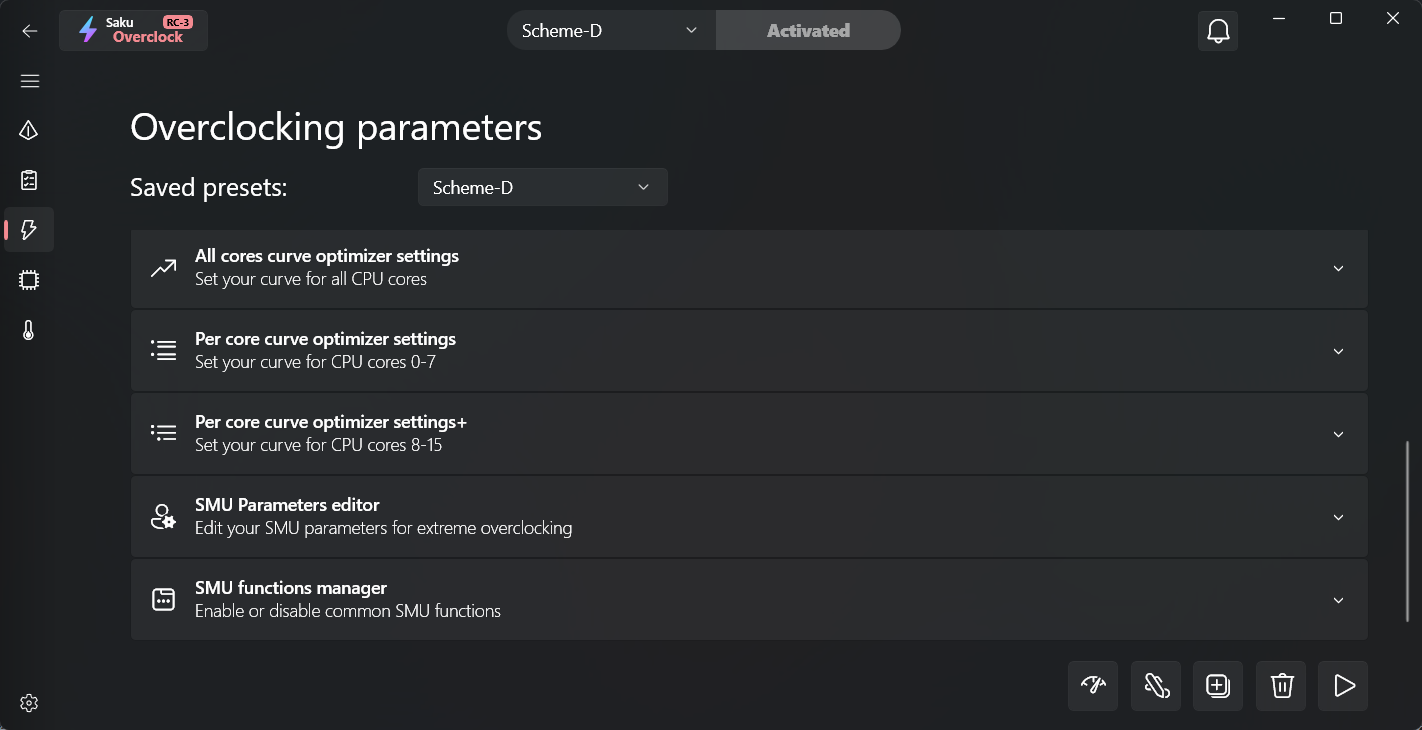 Saku RC-3
Overclock
Scheme-D
Activated
Overclocking parameters
Saved presets:
Scheme-D
All cores curve optimizer settings
Set your curve for all CPU cores
Per core curve optimizer settings
Set your curve for CPU cores 0-7
Per core curve optimizer settings+
Set your curve for CPU cores 8-15
SMU Parameters editor
Edit your SMU parameters for extreme overclocking
SMU functions manager
Enable or disable common SMU functions